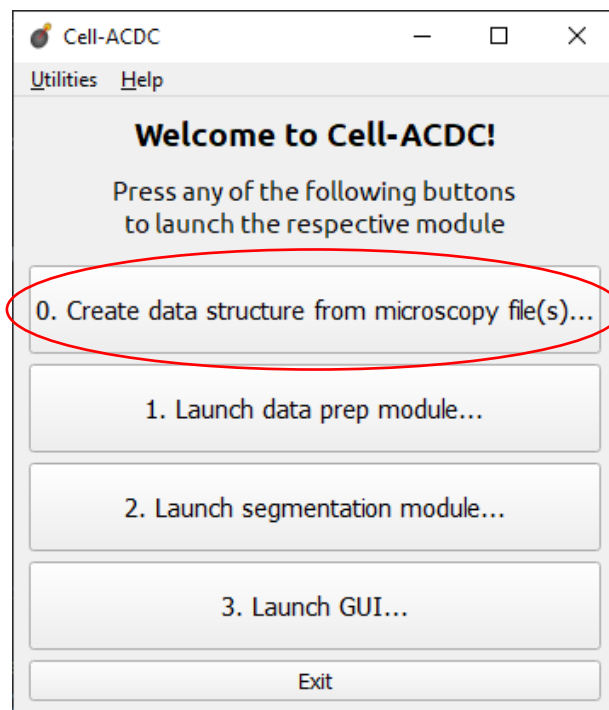 Cell-ACDC
Utilities Help
Welcome to Cell-ACDC!
Press any of the following buttons
to launch the respective module
0. Create data structure from microscopy file(s)...
1. Launch data prep module...
2. Launch segmentation module...
3. Launch GUI...
Exit